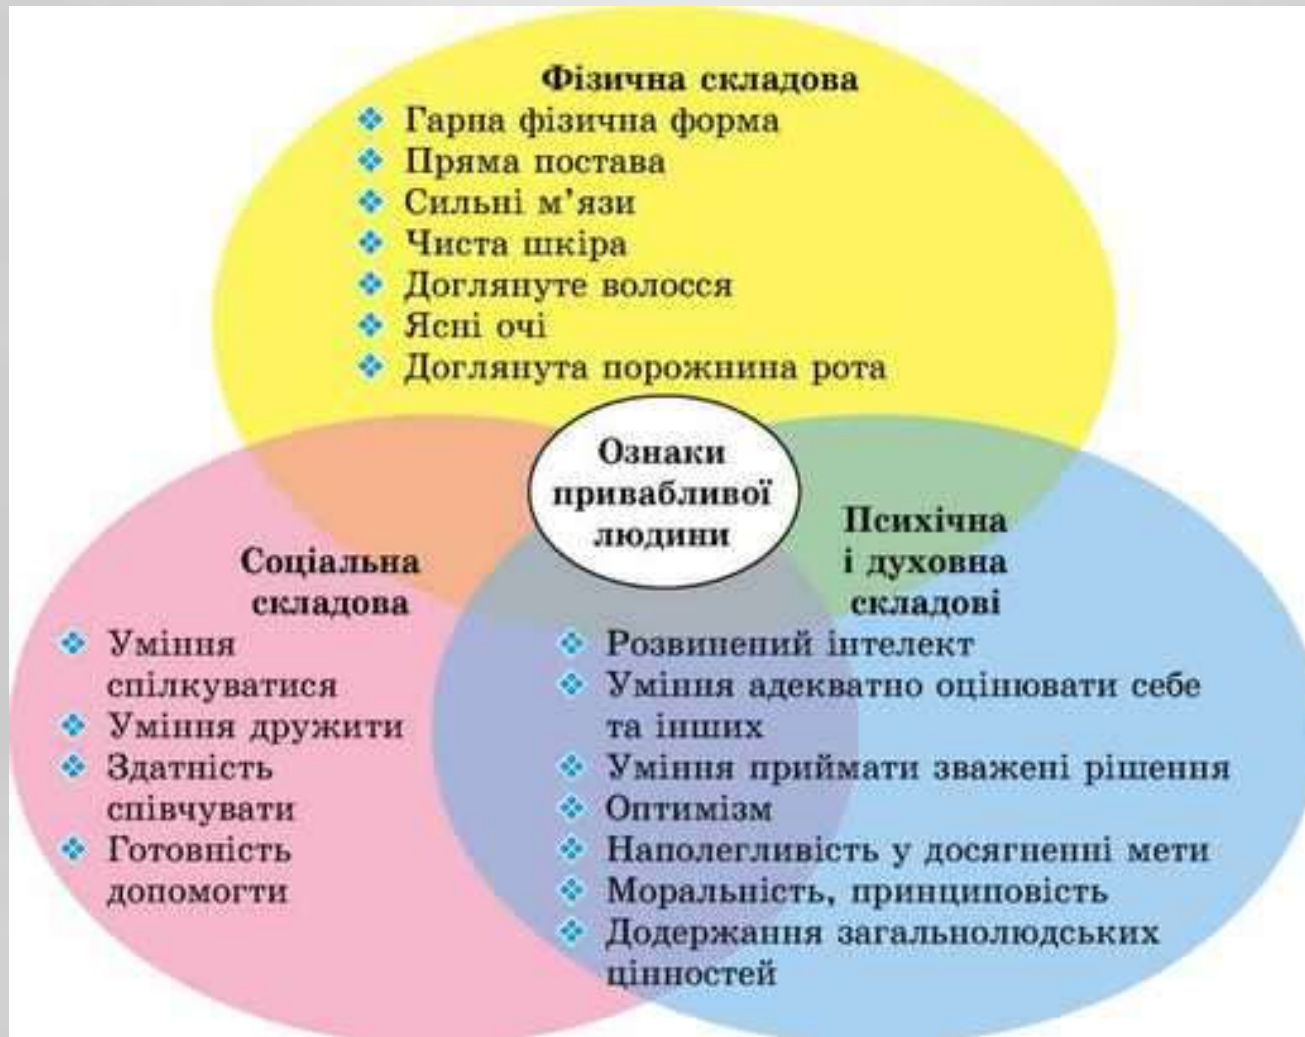 Фізична складова
❖ Гарна фізична форма
❖ Пряма постава
❖ Сильні м’язи
❖ Чиста шкіра
❖ Доглянуте волосся
❖ Ясні очі
❖ Доглянута порожнина рота
Ознаки
привабливої
людини
Соціальна
складова
❖ Уміння
спілкуватися
❖ Уміння дружити
❖ Здатність
співчувати
❖ Готовність
допомогти
Психічна
і духовна
складові
❖ Розвинений інтелект
❖ Уміння адекватно оцінювати себе
та інших
❖ Уміння приймати зважені рішення
❖ Оптимізм
❖ Наполегливість у досягненні мети
❖ Моральність, принциповість
❖ Додержання загальнолюдських
цінностей